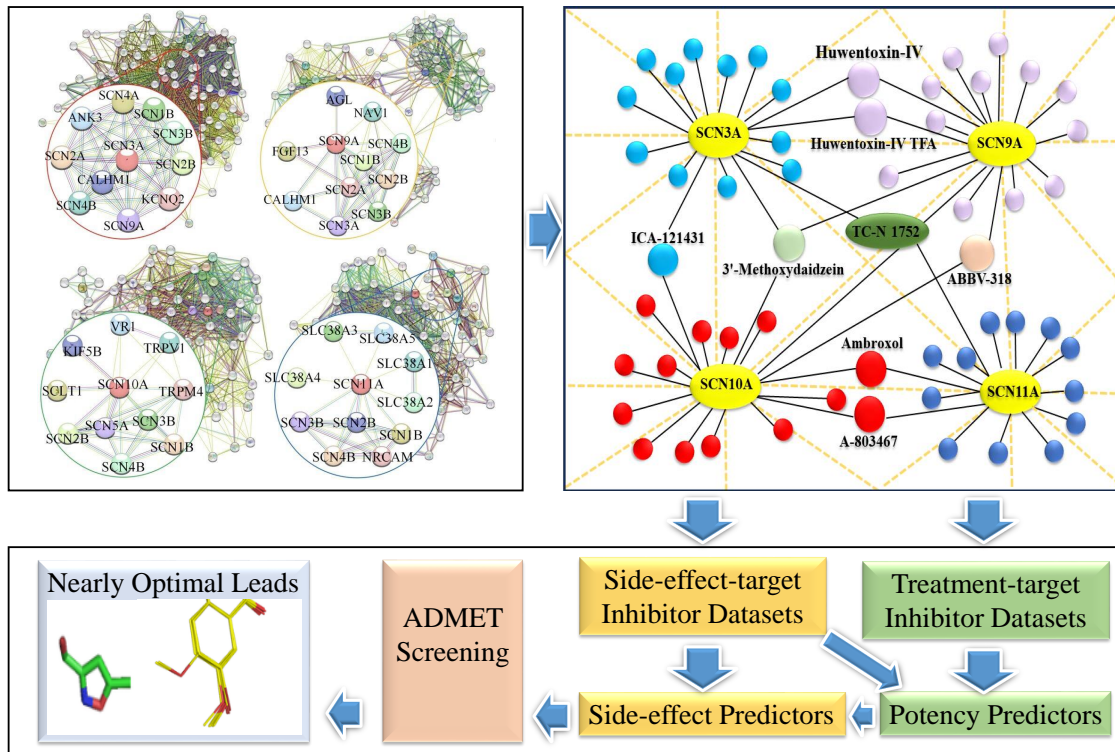 SCN4A
ANK3
SCN1B
SCN3B
SCN3A
SCN2A
SCN2B
CALHM1
KCNQ2
SCN4B
SCN9A
AGL
NAV1
SCN9A
SCN4B
FGF13
SCN1B
SCN2B
SCN2A
CALHM1
SCN3B
SCN3A
VR1
TRPV1
KIF5B
SCN10A
TRPM4
SCLT1
SCN3B
SCN5A
SCN2B
SCN1B
SCN4B
SLC38A3
SLC38A5
SLC38A1
SLC38A4
SCN11A
SLC38A2
SCN3B
SCN2B
SCN1B
SCN4B
NRCAM
Huwentoxin-IV
SCN3A
SCN9A
Huwentoxin-IV TFA
TC-N 1752
ICA-121431
3'-Methoxydaidzein
ABBV-318
Ambroxol
SCN10A
SCN11A
A-803467
Nearly Optimal Leads
ADMET
Screening
Side-effect-target
Inhibitor Datasets
Treatment-target
Inhibitor Datasets
Side-effect Predictors
Potency Predictors